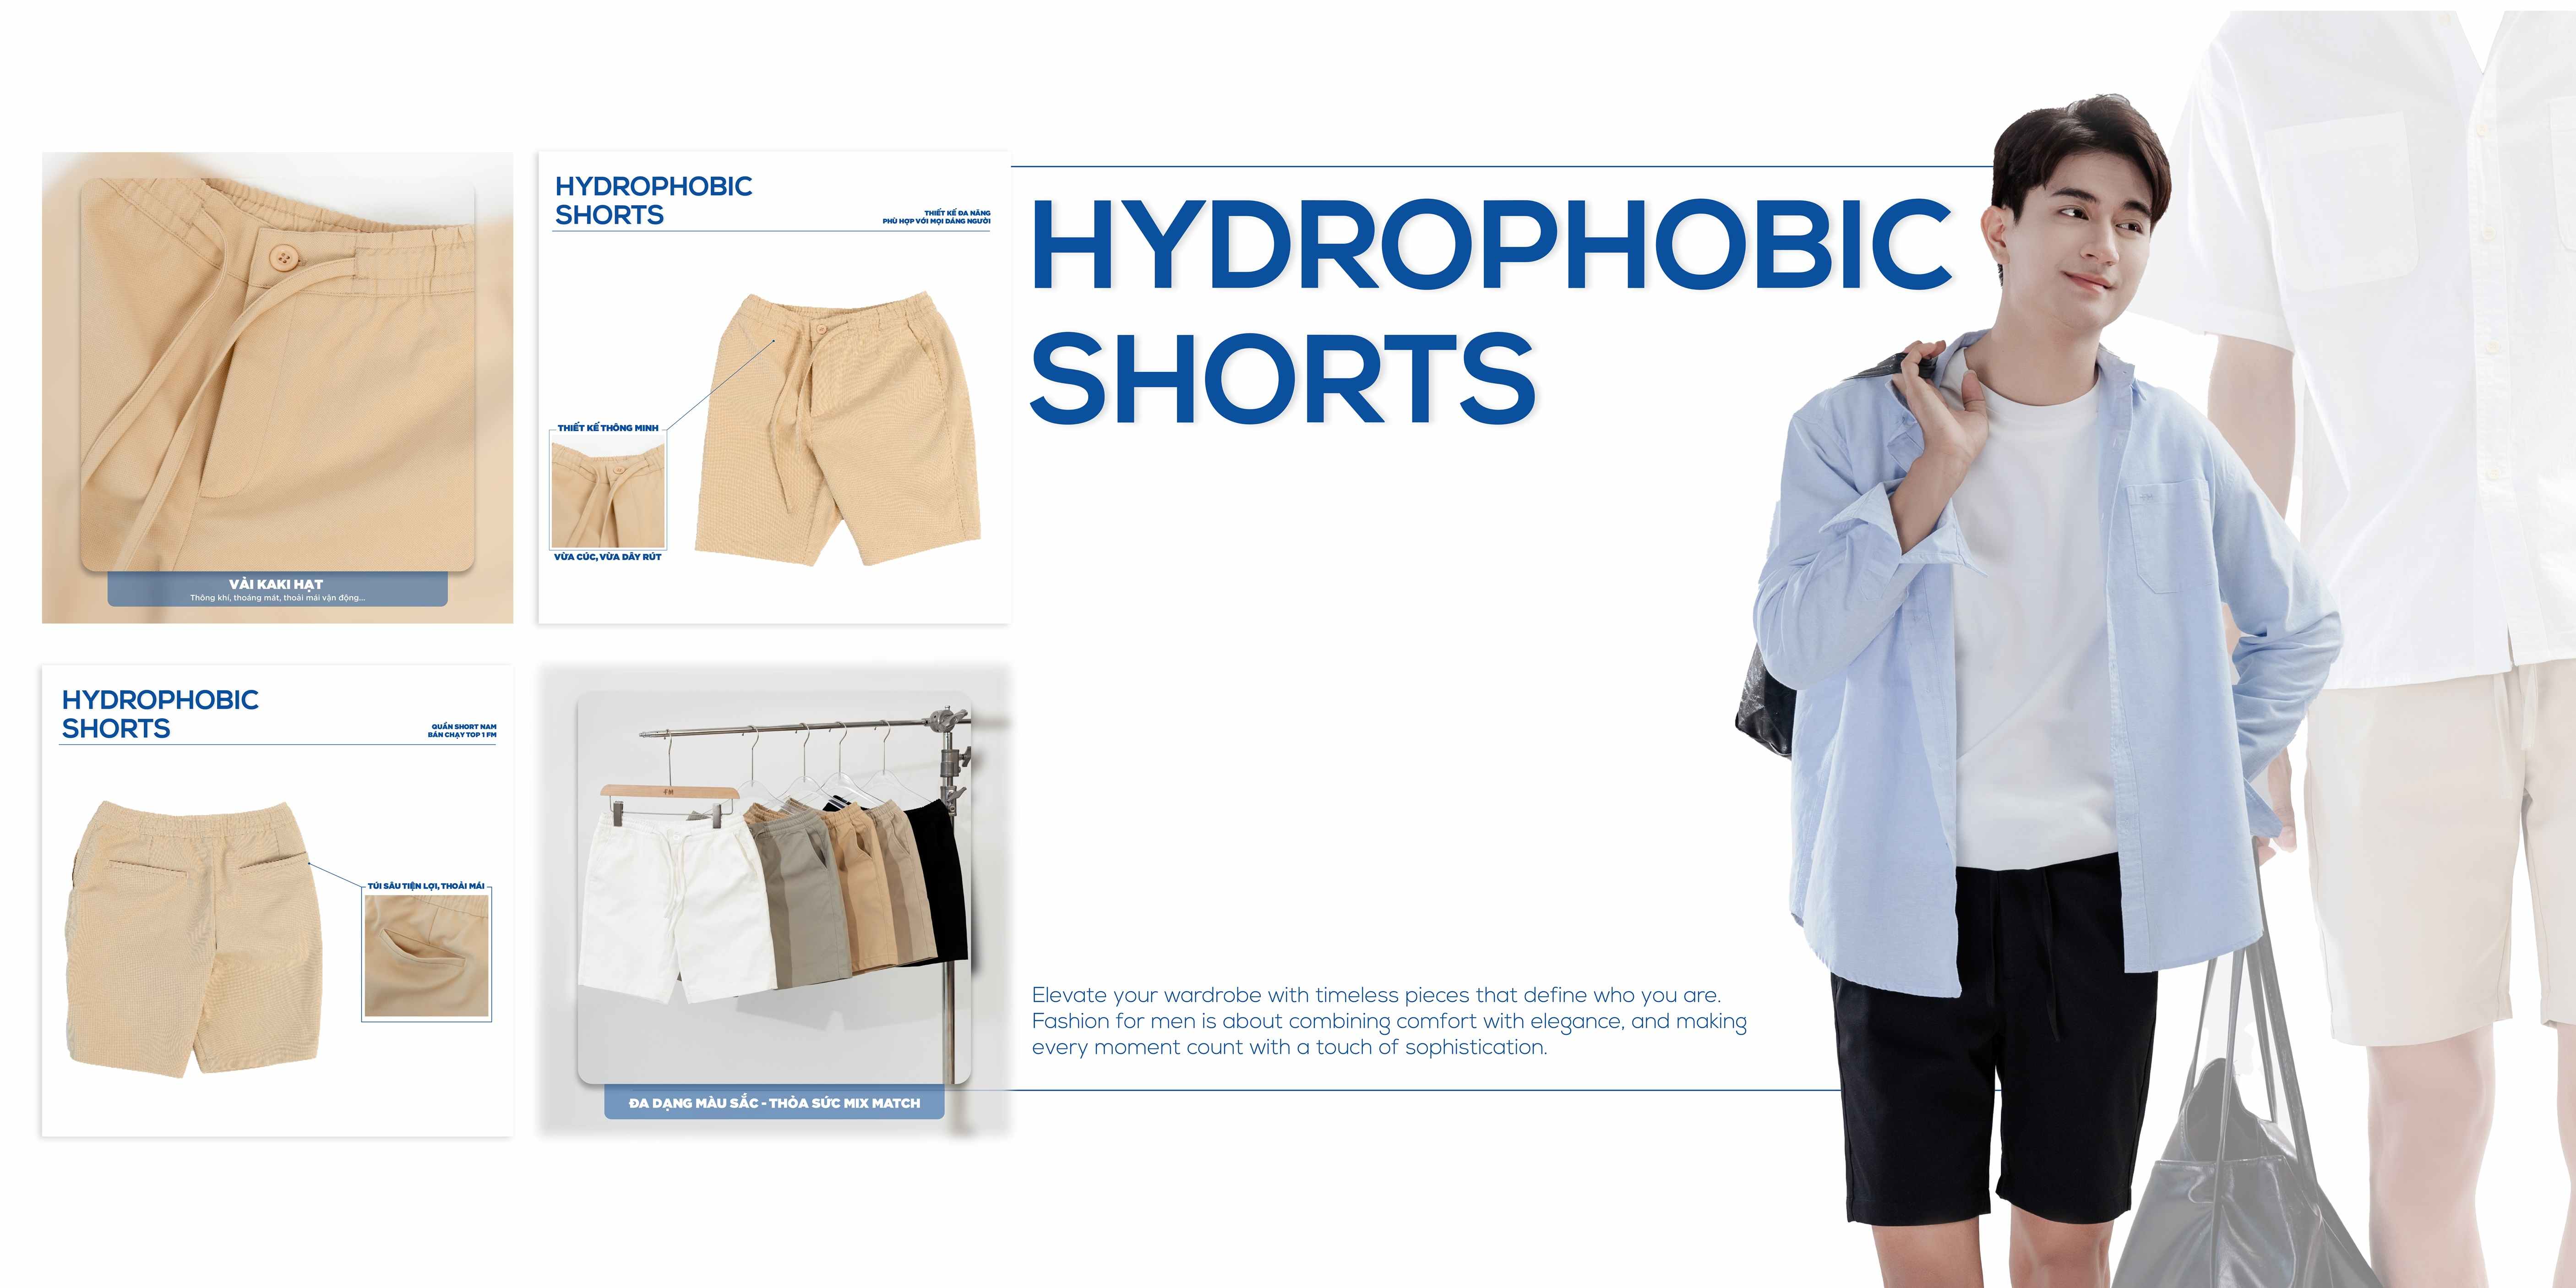 VẢI KAKI HẠT
Thông khí, thoáng mát, thoải mái vận động...
HYDROPHOBIC
SHORTS
THIẾT KẾ ĐA NĂNG
PHÙ HỢP VỚI MỌI DÁNG NGƯỜI
THIẾT KẾ THÔNG MINH
VỪA CÚC, VỪA DÂY RÚT
HYDROPHOBIC
SHORTS
QUẦN SHORT NAM
BÁN CHẠY TOP 1 FM
TÚI SÂU TIỆN LỢI, THOẢI MÁI
FM
ĐA DẠNG MÀU SẮC - THỎA SỨC MIX MATCH
HYDROPHOBIC
SHORTS
Elevate your wardrobe with timeless pieces that define who you are.
Fashion for men is about combining comfort with elegance, and making
every moment count with a touch of sophistication.